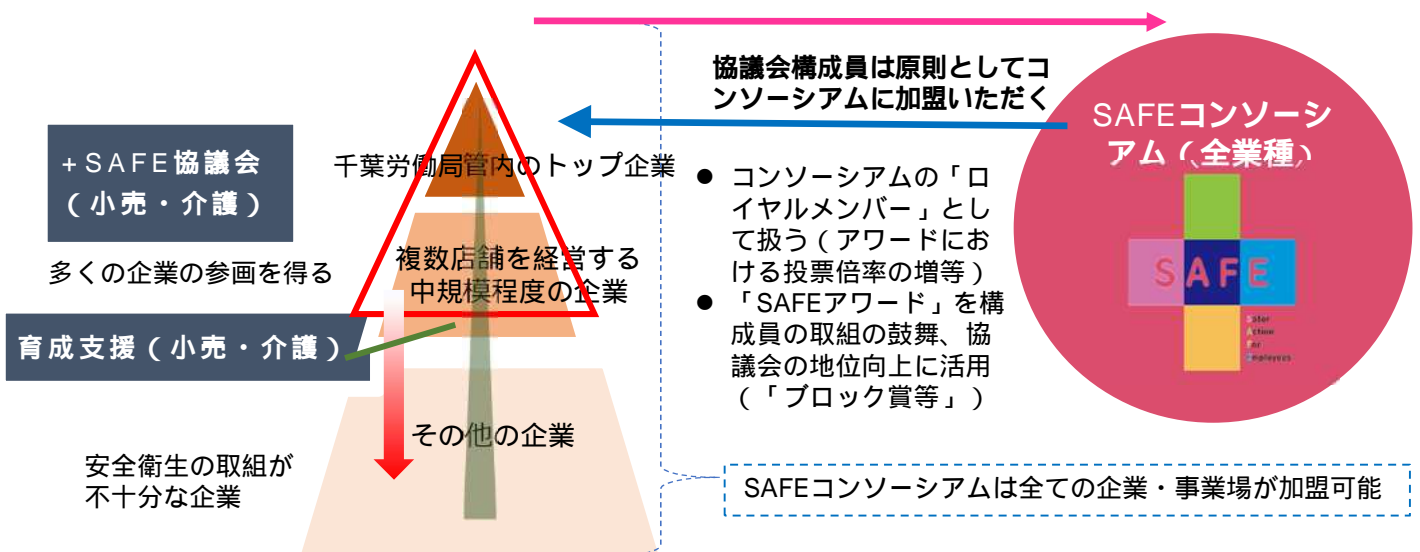 協議会構成員は原則としてコ
ンソーシアムに加盟いただく
SAFEコンソーシ
アム（全業種）
+SAFE協議会
（小売・介護）
千葉労働局管内のトップ企業
● コンソーシアムの「ロ
イヤルメンバー」とし
て扱う（アワードにお
ける投票倍率の増等）
● 「SAFEアワード」を構
成員の取組の鼓舞、協
議会の地位向上に活用
（「ブロック賞等」）
多くの企業の参画を得る
複数店舗を経営する
中規模程度の企業
育成支援（小売・介護）
SAFE
Safer
Action
For
Employees
その他の企業
安全衛生の取組が
不十分な企業
SAFEコンソーシアムは全ての企業・事業場が加盟可能